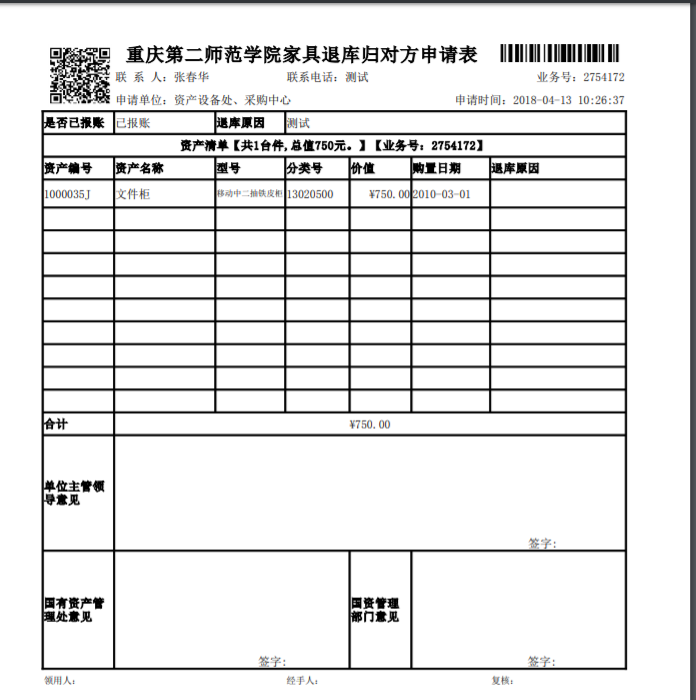 重庆第二师范学院家具退库归对方申请表
联 系 人: 张春华 联系电话: 测试 业务号: 2754172
申请单位: 资产设备处、采购中心 申请时间: 2018-04-13 10:26:37
是否已报账 已报账 退库原因 测试
资产清单【共1台件,总值750元。】【业务号: 2754172】
资产编号 资产名称 型号 分类号 价值 购置日期 退库原因
1000035J 文件柜 移动中二抽铁皮柜 13020500 ¥750.00 2010-03-01
合计 ¥750.00
单位主管领
导意见
签字:
国有资产管
理处意见
签字:
国资管理
部门意见
签字:
领用人: 经手人: 复核: